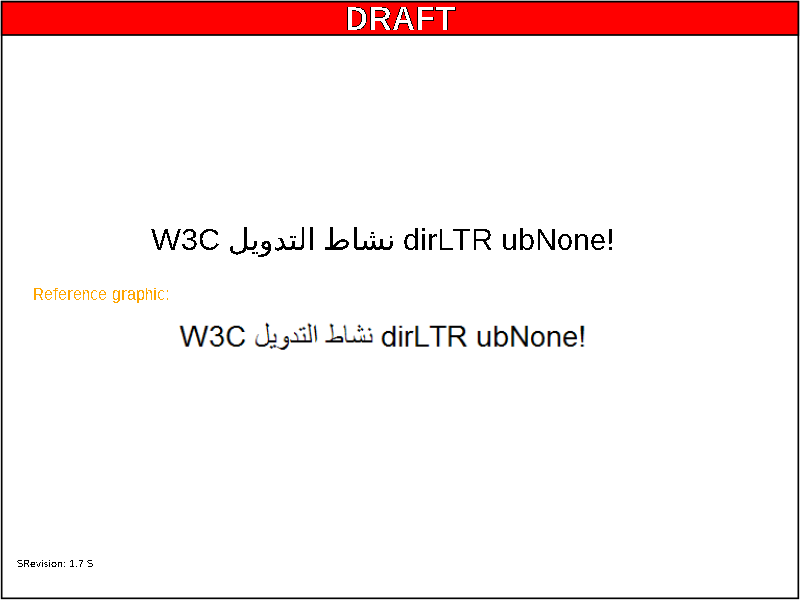 DRAFT
W3C نشاط التدويل dirLTR ubNone!
Reference graphic:
W3C نشاط التدويل dirLTR ubNone!
SRevision: 1.7 S